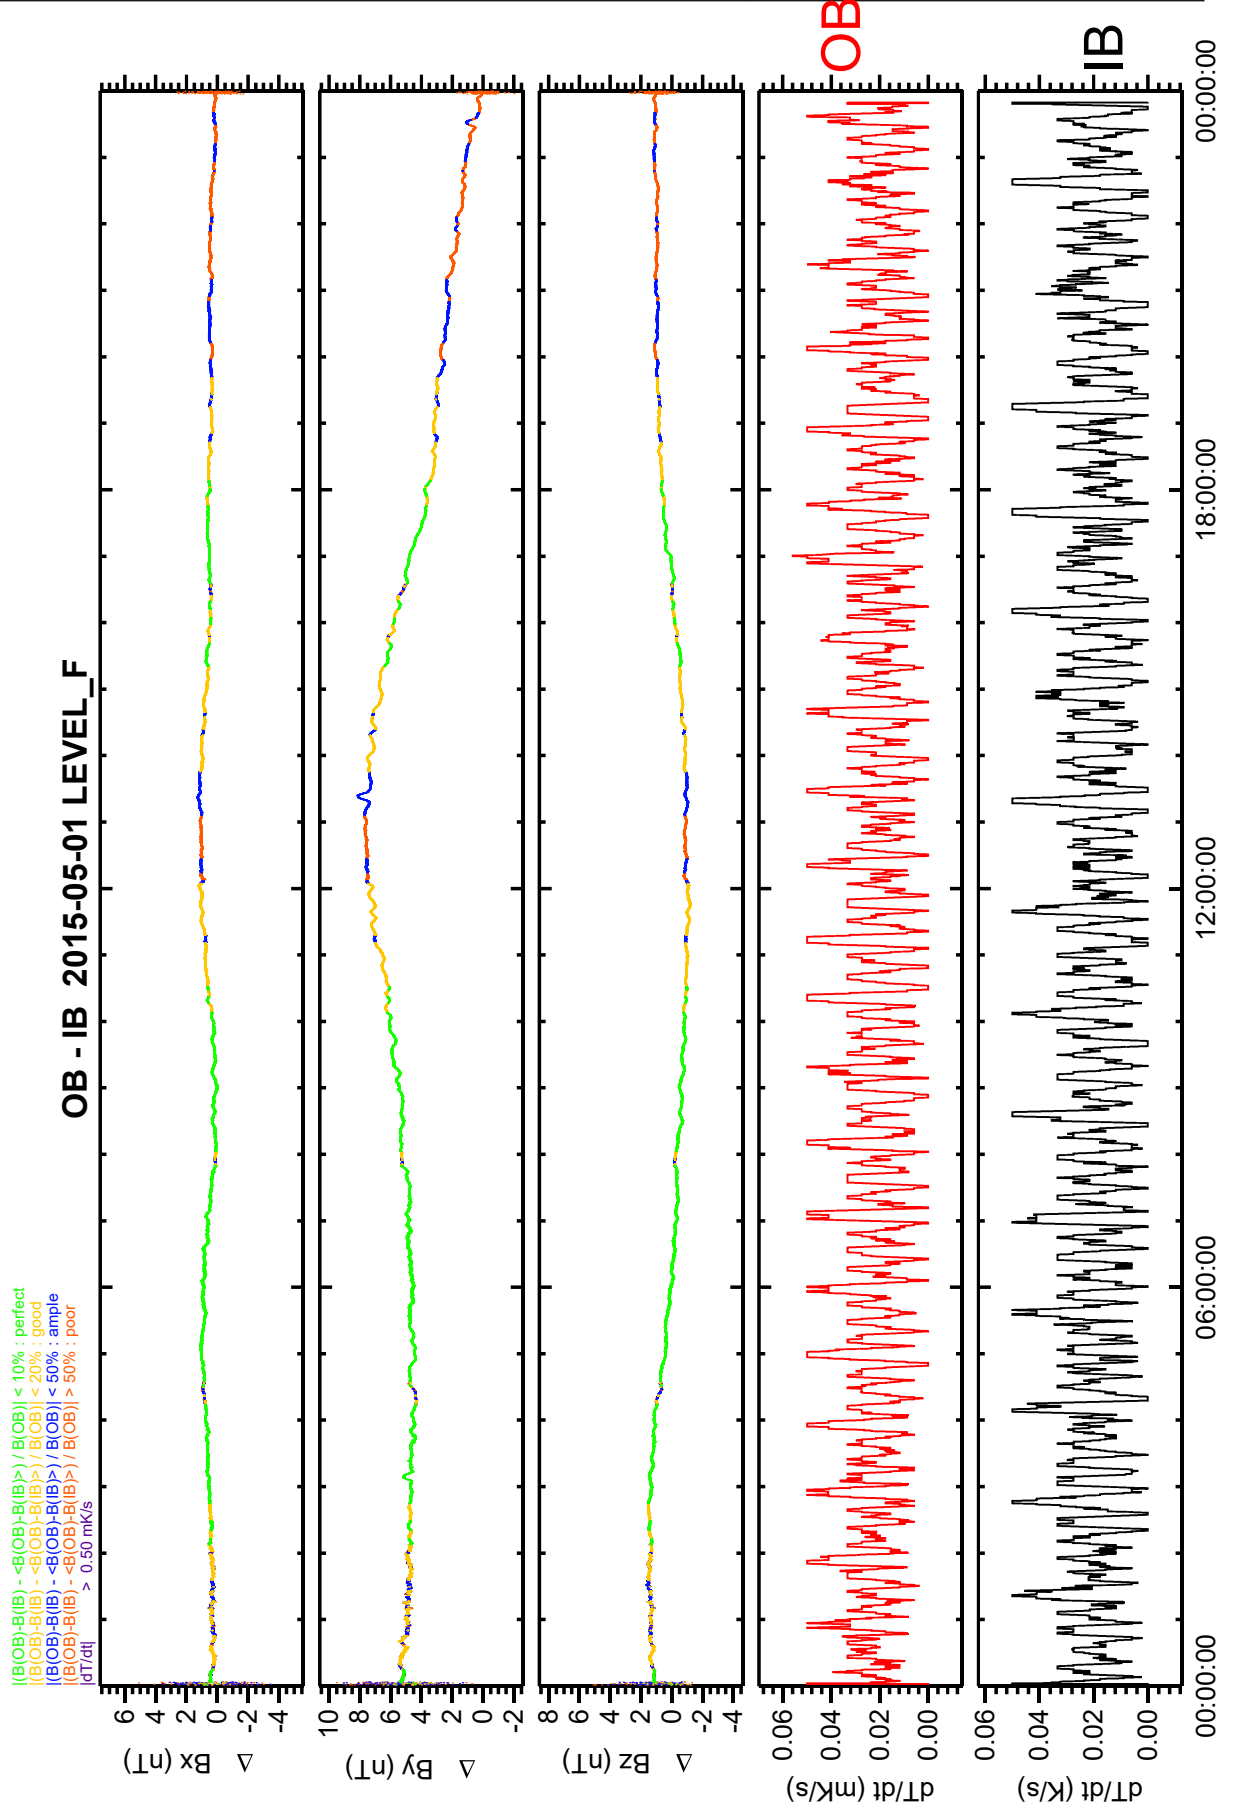 |(B(OB)-B(IB) - <B(OB)-B(IB)>) / B(OB)| < 10% : perfect
|(B(OB)-B(IB) - <B(OB)-B(IB)>) / B(OB)| < 20% : good
|(B(OB)-B(IB) - <B(OB)-B(IB)>) / B(OB)| < 50% : ample
|(B(OB)-B(IB) - <B(OB)-B(IB)>) / B(OB)| > 50% : poor
|dT/dt| > 0.50 mK/s
OB - IB 2015-05-01 LEVEL_F
Δ Bx (nT)
6
4
2
0
-2
-4
Δ By (nT)
10
8
6
4
2
0
-2
Δ Bz (nT)
8
6
4
2
0
-2
-4
dT/dt (mK/s)
0.06
0.04
0.02
0.00
OB
dT/dt (K/s)
0.06
0.04
0.02
0.00
IB
00:00:00
06:00:00
12:00:00
18:00:00
00:00:00